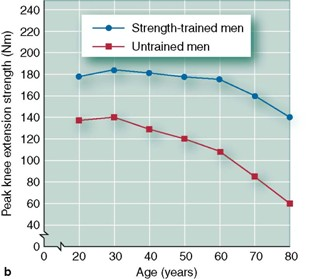 240
220
200
180
160
140
120
100
80
60
40
0
Peak knee extension strength (Nm)
Strength-trained men
Untrained men
0 20 30 40 50 60 70 80
Age (years)
b